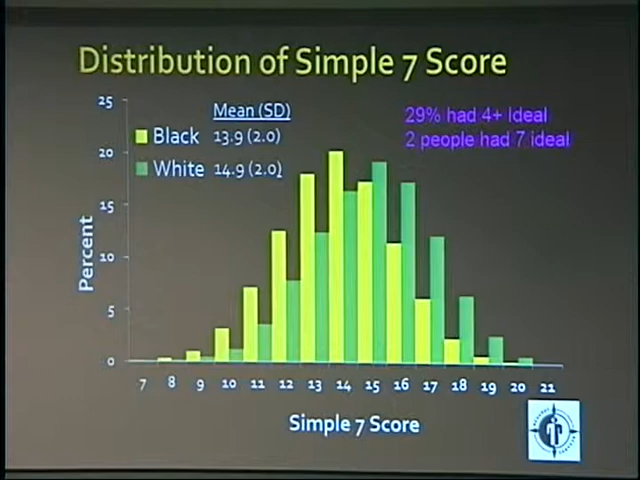 Distribution of Simple 7 Score
Mean (SD)
Black 13.9 (2.0)
White 14.9 (2.0)
29% had 4+ Ideal
2 people had 7 ideal
25
20
15
10
5
0
Percent
7 8 9 10 11 12 13 14 15 16 17 18 19 20 21
Simple 7 Score